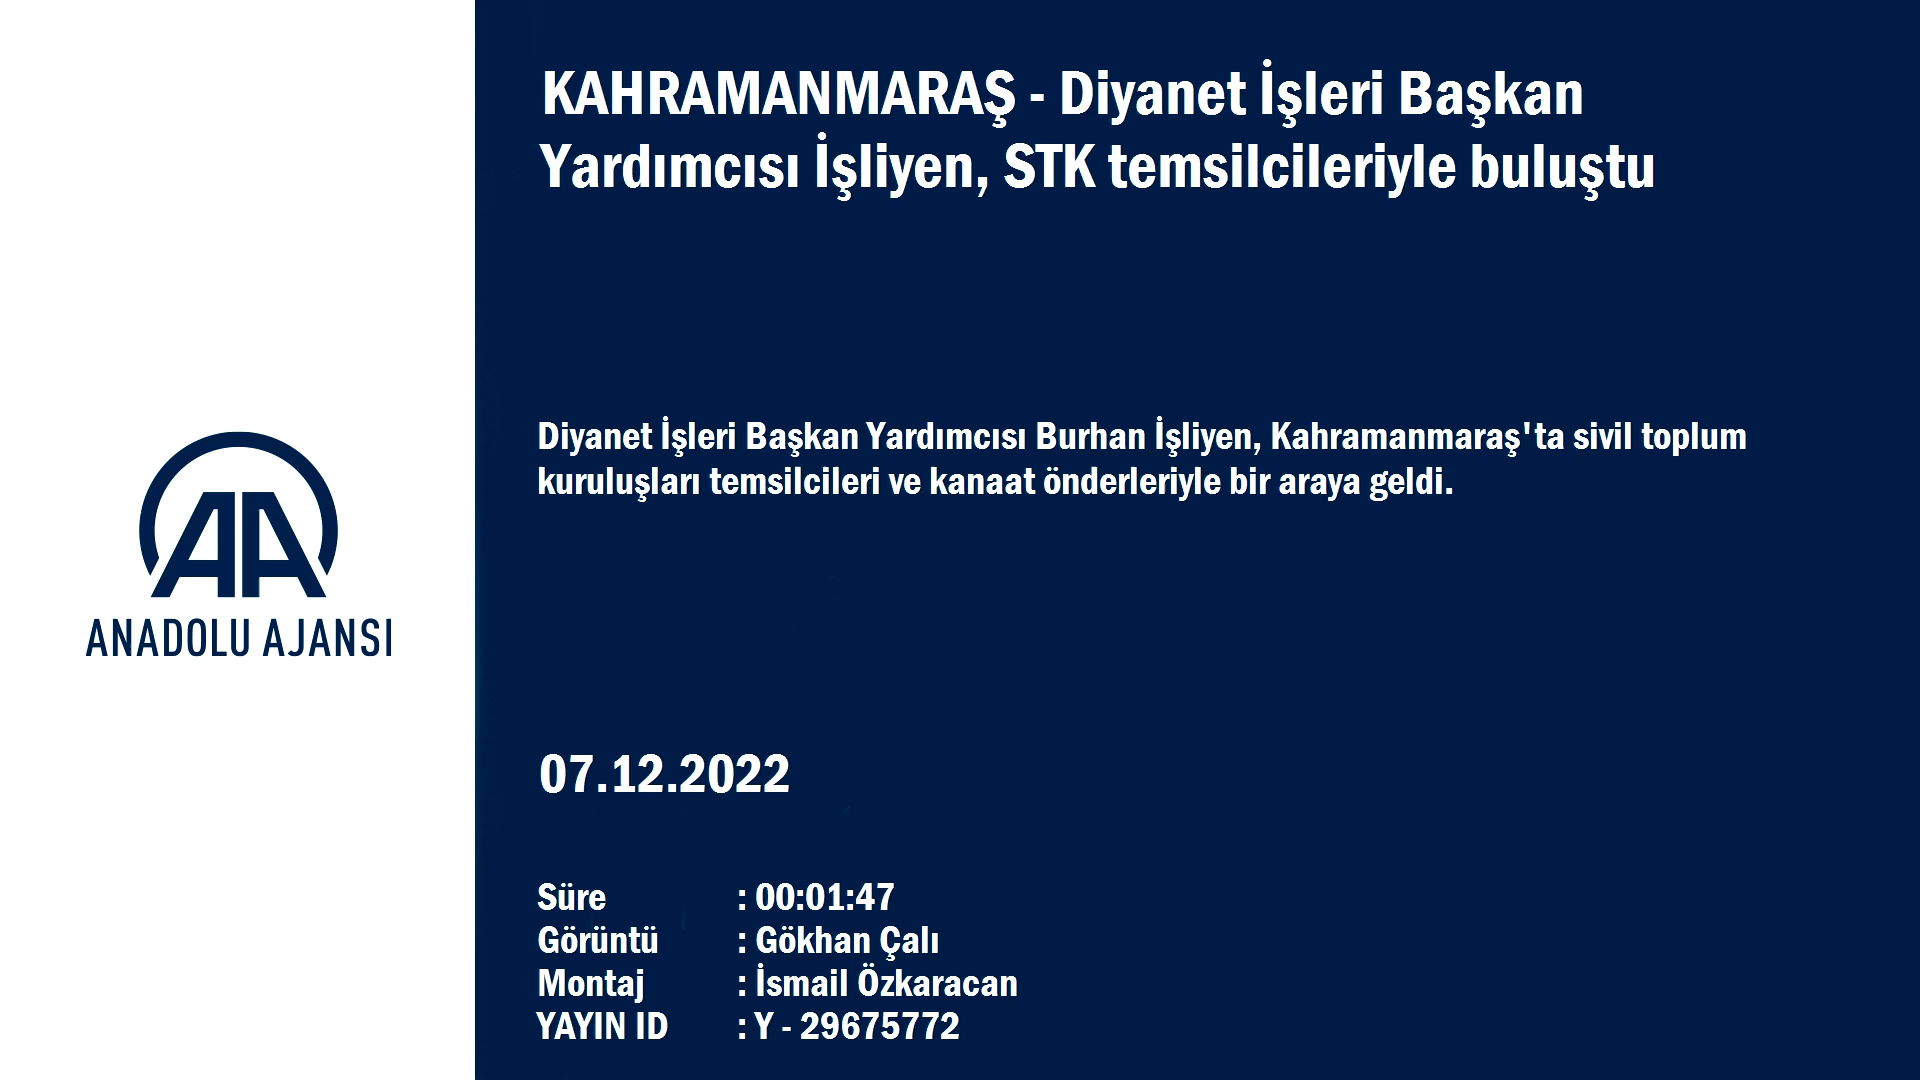 KAHRAMANMARAŞ - Diyanet İşleri Başkan
Yardımcısı İşliyen, STK temsilcileriyle buluştu
Diyanet İşleri Başkan Yardımcısı Burhan İşliyen, Kahramanmaraş'ta sivil toplum
kuruluşları temsilcileri ve kanaat önderleriyle bir araya geldi.
AA
ANADOLU AJANSI
07.12.2022
Süre : 00:01:47
Görüntü : Gökhan Çalı
Montaj : İsmail Özkaracan
YAYIN ID : Y - 29675772